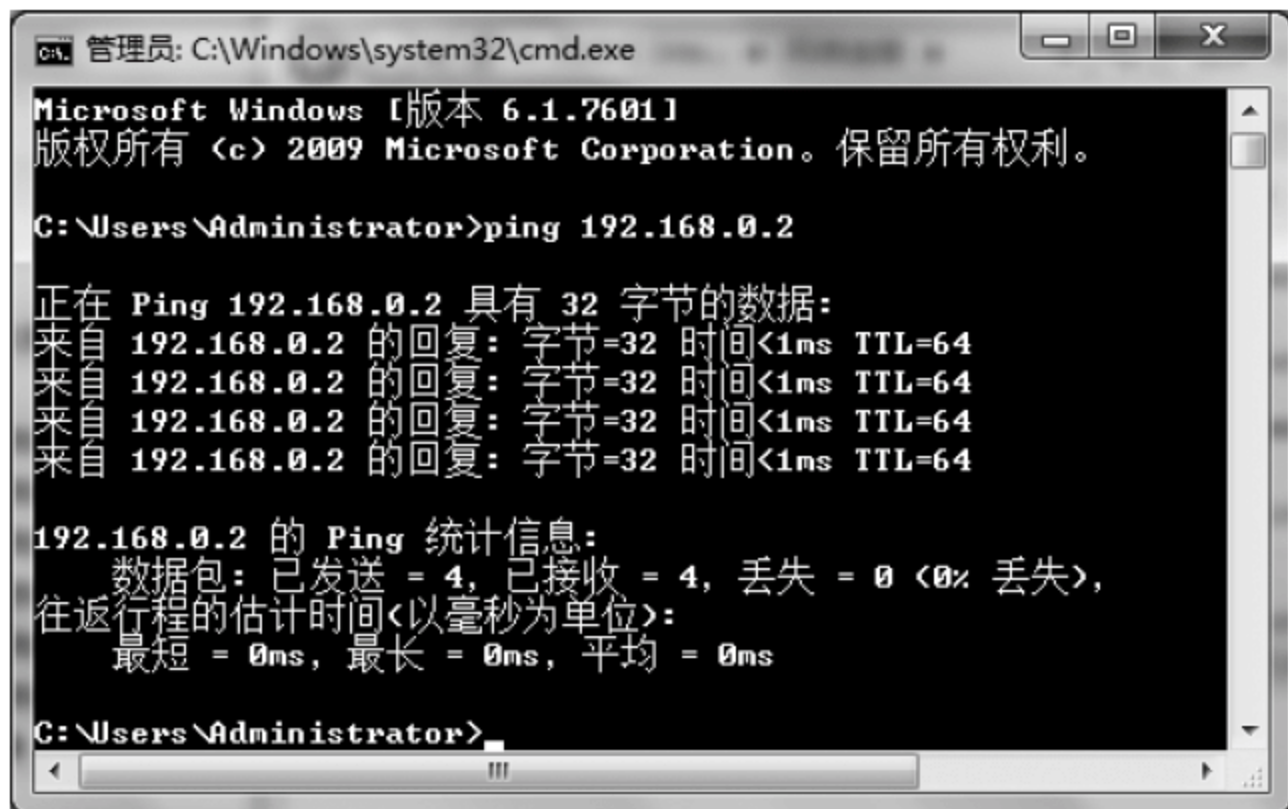 管理员: C:\Windows\system32\cmd.exe
Microsoft Windows [版本 6.1.7601]
版权所有 (c) 2009 Microsoft Corporation。保留所有权利。
C:\Users\Administrator>ping 192.168.0.2
正在 Ping 192.168.0.2 具有 32 字节的数据:
来自 192.168.0.2 的回复: 字节=32 时间<1ms TTL=64
来自 192.168.0.2 的回复: 字节=32 时间<1ms TTL=64
来自 192.168.0.2 的回复: 字节=32 时间<1ms TTL=64
来自 192.168.0.2 的回复: 字节=32 时间<1ms TTL=64
192.168.0.2 的 Ping 统计信息:
数据包: 已发送 = 4, 已接收 = 4, 丢失 = 0 (0% 丢失),
往返行程的估计时间(以毫秒为单位):
最短 = 0ms, 最长 = 0ms, 平均 = 0ms
C:\Users\Administrator>_